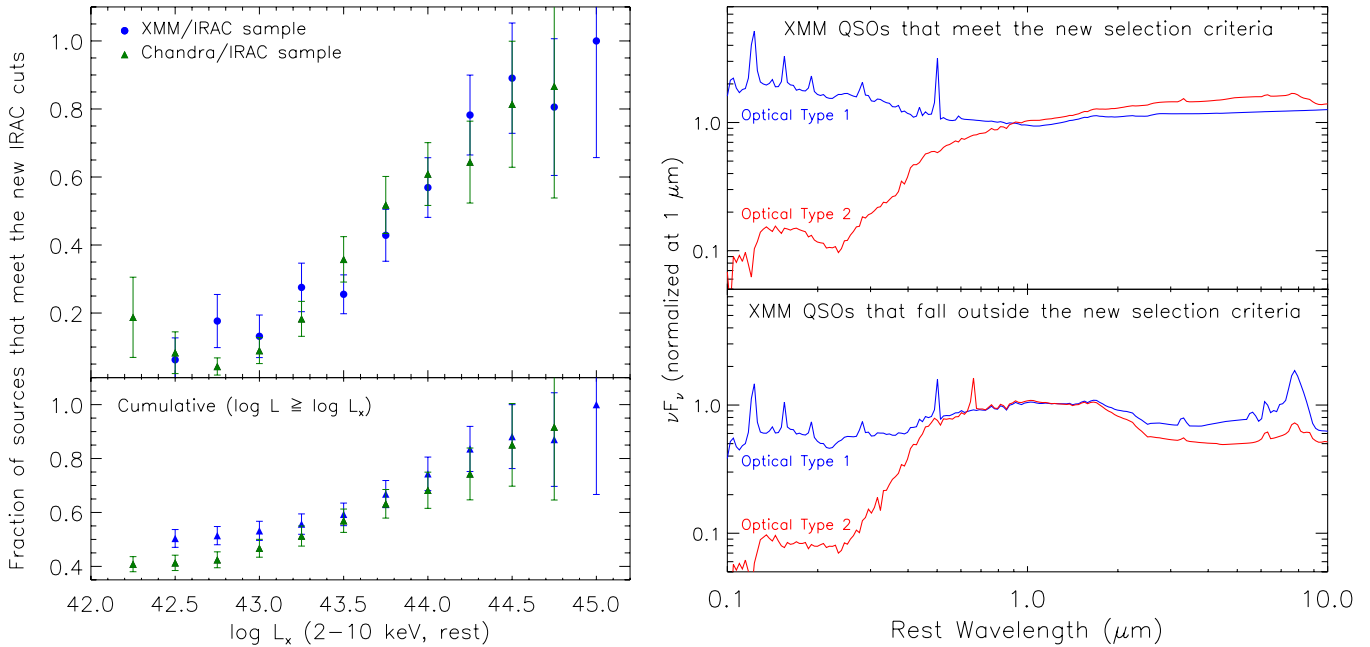 Fraction of sources that meet the new IRAC cuts
XMM/IRAC sample
Chandra/IRAC sample
1.0
0.8
0.6
0.4
0.2
Cumulative (log L ≧ log Lₓ)
1.0
0.8
0.6
0.4
42.0 42.5 43.0 43.5 44.0 44.5 45.0
log Lₓ (2−10 keV, rest)
νFᵥ (normalized at 1 μm)
XMM QSOs that meet the new selection criteria
Optical Type 1
Optical Type 2
1.0
0.1
XMM QSOs that fall outside the new selection criteria
Optical Type 1
Optical Type 2
1.0
0.1
0.1 1.0 10.0
Rest Wavelength (μm)